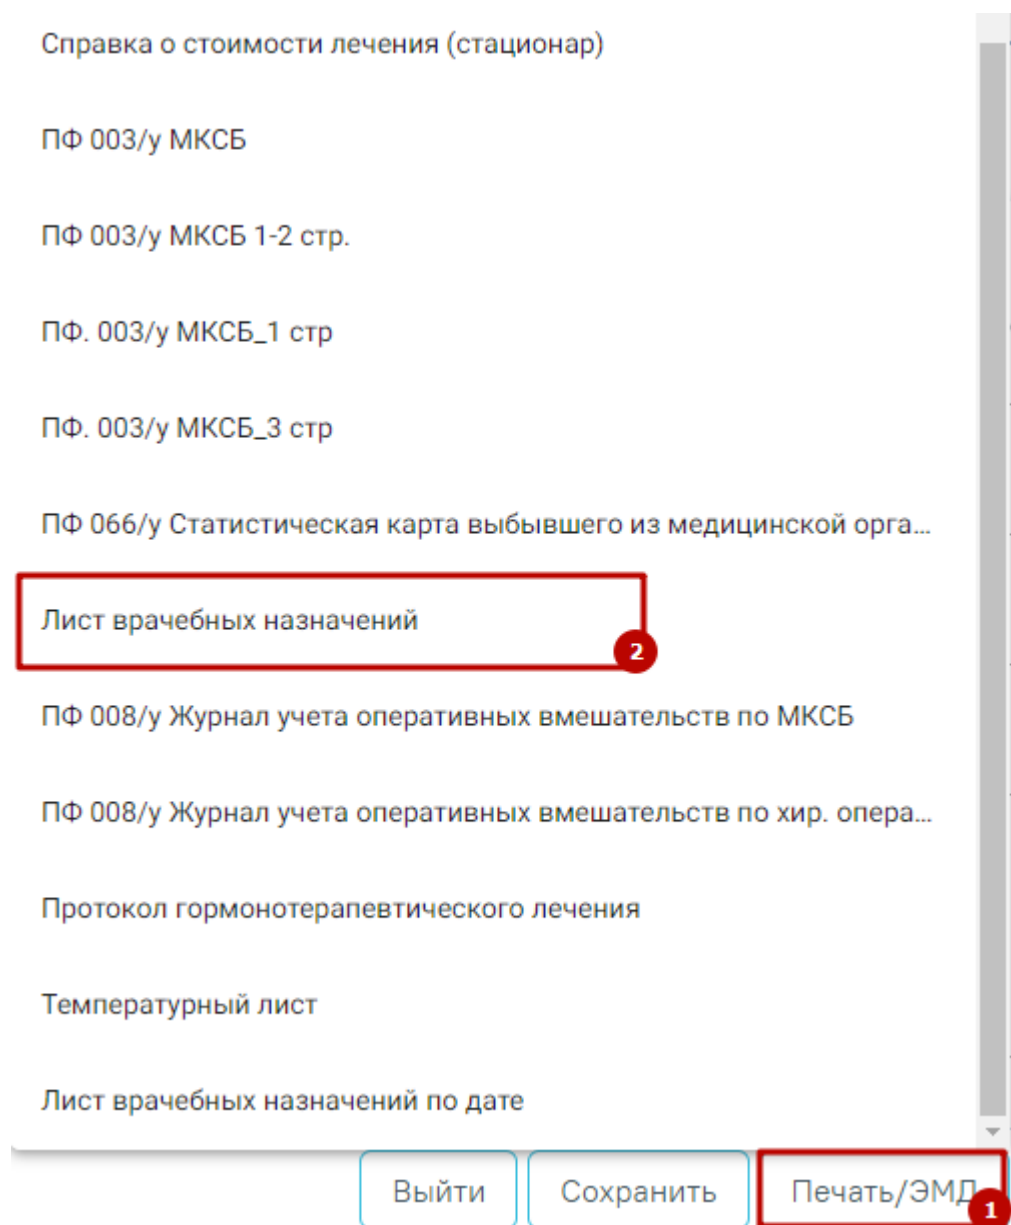 Справка о стоимости лечения (стационар)
ПФ 003/у МКСБ
ПФ 003/у МКСБ 1-2 стр.
ПФ. 003/у МКСБ_1 стр
ПФ. 003/у МКСБ_3 стр
ПФ 066/у Статистическая карта выбывшего из медицинской орга...
Лист врачебных назначений
2
ПФ 008/у Журнал учета оперативных вмешательств по МКСБ
ПФ 008/у Журнал учета оперативных вмешательств по хир. опера...
Протокол гормонотерапевтического лечения
Температурный лист
Лист врачебных назначений по дате
Выйти Сохранить Печать/ЭМД
1